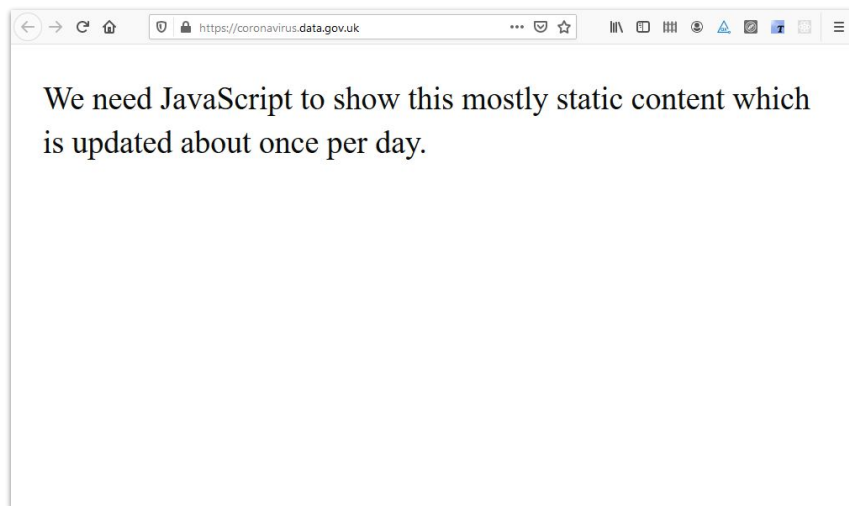 https://coronavirus.data.gov.uk
We need JavaScript to show this mostly static content which
is updated about once per day.